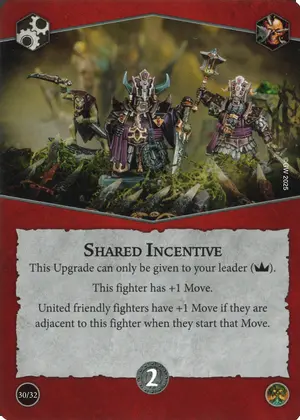 ©GW 2025
SHARED INCENTIVE
This Upgrade can only be given to your leader ( ).
This fighter has +1 Move.
United friendly fighters have +1 Move if they are
adjacent to this fighter when they start that Move.
30/32
2